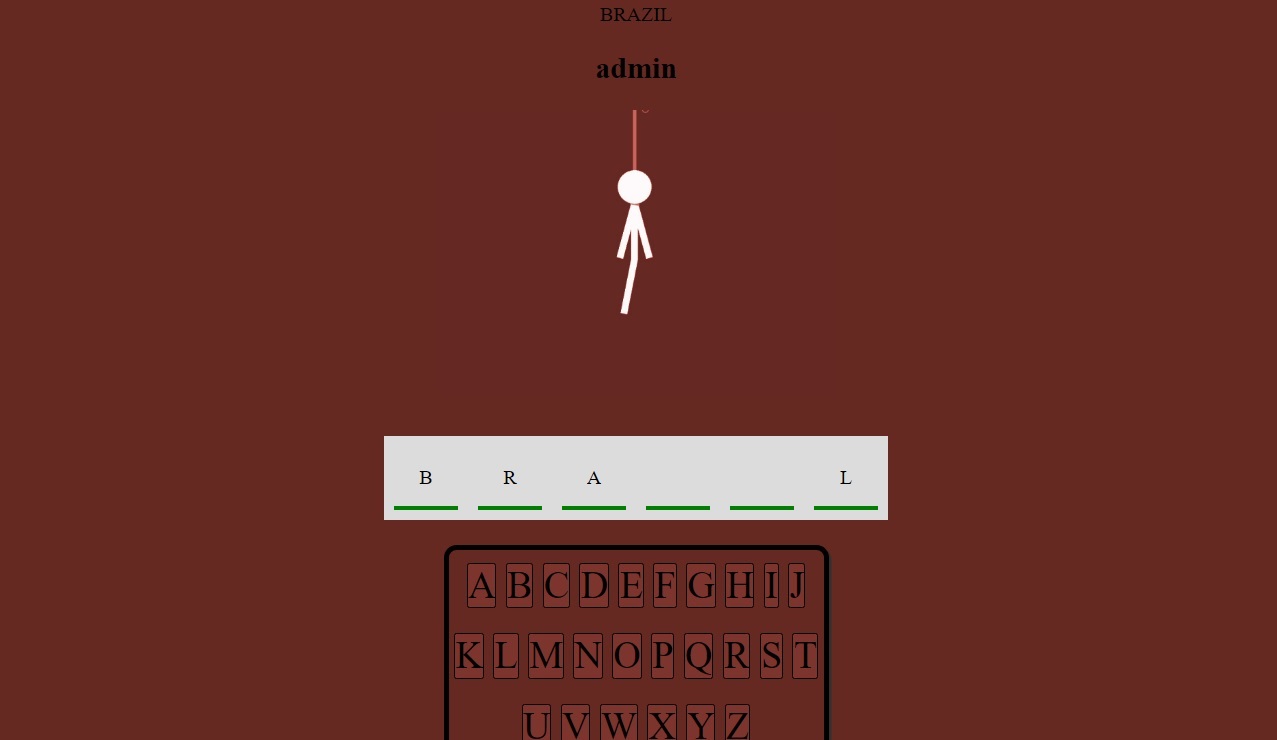 BRAZIL
admin
B R A L
A B C D E F G H I J
K L M N O P Q R S T
U V W X Y Z